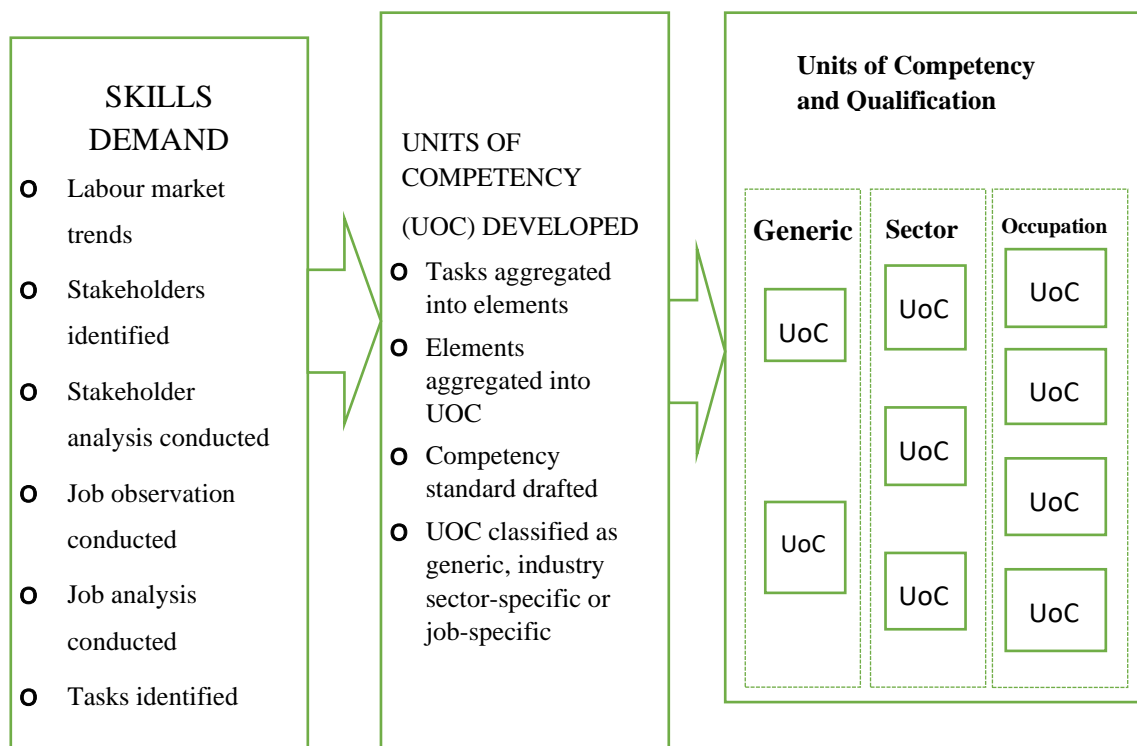 SKILLS
DEMAND
o Labour market
trends
o Stakeholders
identified
o Stakeholder
analysis conducted
o Job observation
conducted
o Job analysis
conducted
o Tasks identified
UNITS OF
COMPETENCY
(UOC) DEVELOPED
o Tasks aggregated
into elements
o Elements
aggregated into
UOC
o Competency
standard drafted
o UOC classified as
generic, industry
sector-specific or
job-specific
Units of Competency
and Qualification
Generic
UoC
UoC
Sector
UoC
UoC
UoC
Occupation
UoC
UoC
UoC
UoC